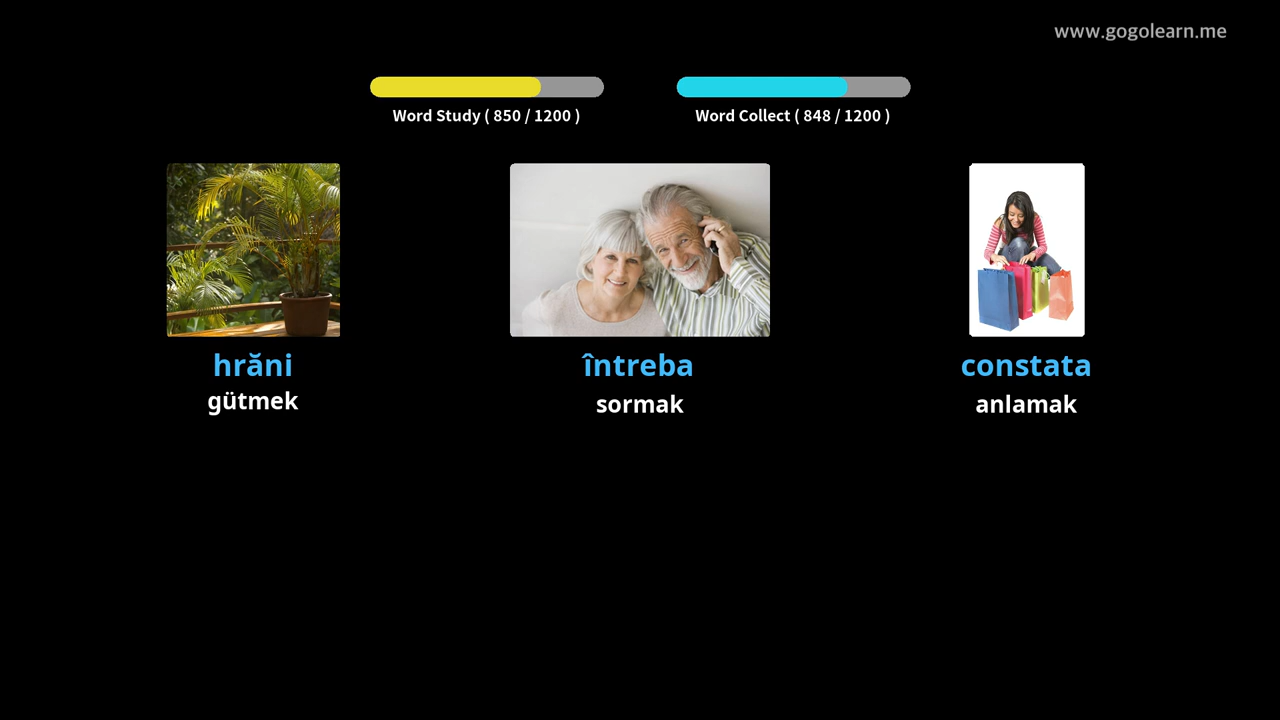 www.gogolearn.me
Word Study ( 850 / 1200 )
Word Collect ( 848 / 1200 )
hrăni
întreba
constata
gütmek
sormak
anlamak